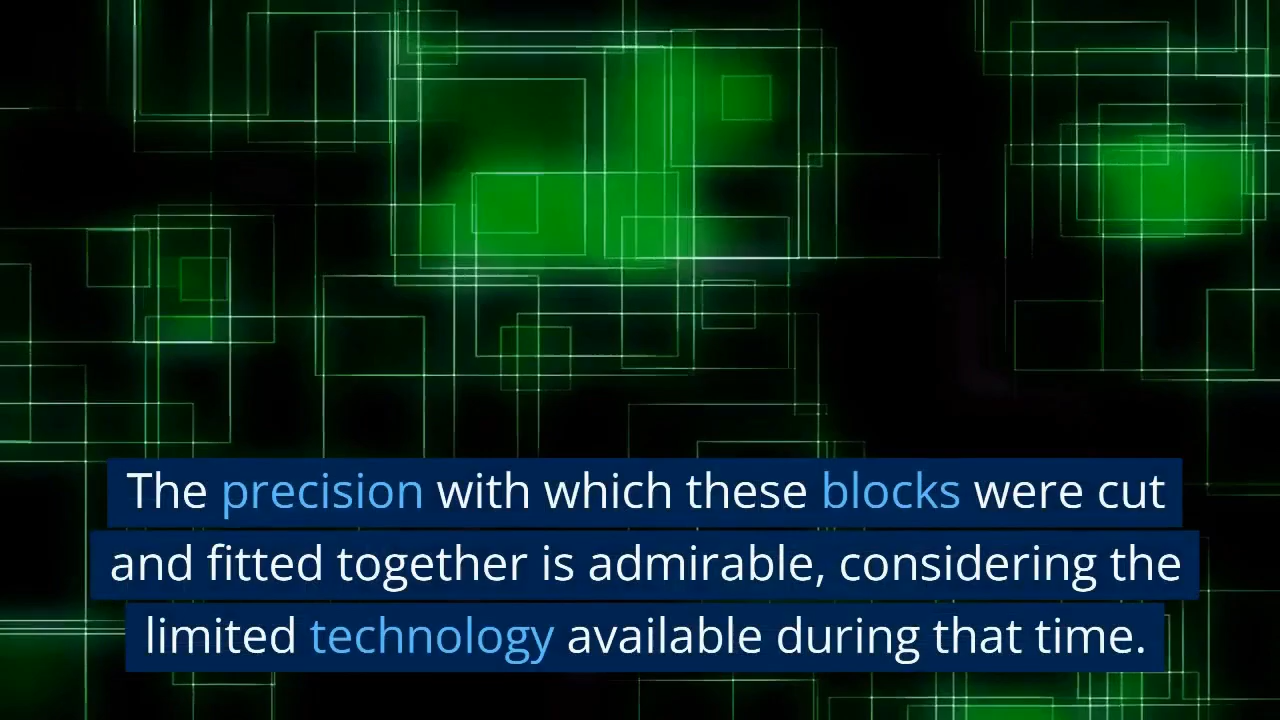 The precision with which these blocks were cut
and fitted together is admirable, considering the
limited technology available during that time.